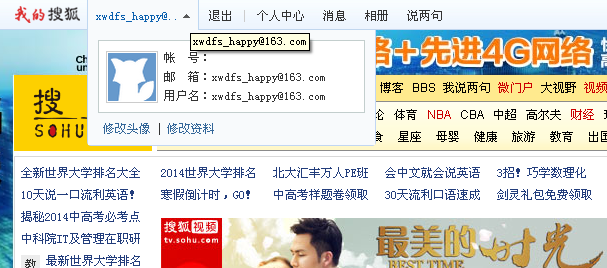 我的搜狐 xwdfs_happy@.. 退出 | 个人中心 消息 相册 说两句
xwdfs_happy@163.com
帐 号：
邮 箱：xwdfs_happy@163.com
用户名：xwdfs_happy@163.com
修改头像 | 修改资料
+先进4G网络
搜
SOHU
博客 BBS 我说两句 微门户 大视野 视频
体育 NBA CBA 中超 高尔夫 财经
食 星座 母婴 健康 旅游 教育 出国
全新世界大学排名大全 2014世界大学排名 北大汇丰万人PE班 会中文就会说英语 3招！巧学数理化
10天说一口流利英语！ 寒假倒计时，GO！ 中高考样题卷领取 30天流利口语速成 剑灵礼包免费领取
揭秘2014中高考必考点
中科院IT及管理在职研
教 最新世界大学排名
搜狐视频
tv.sohu.com
最美的时光
BEST TIME